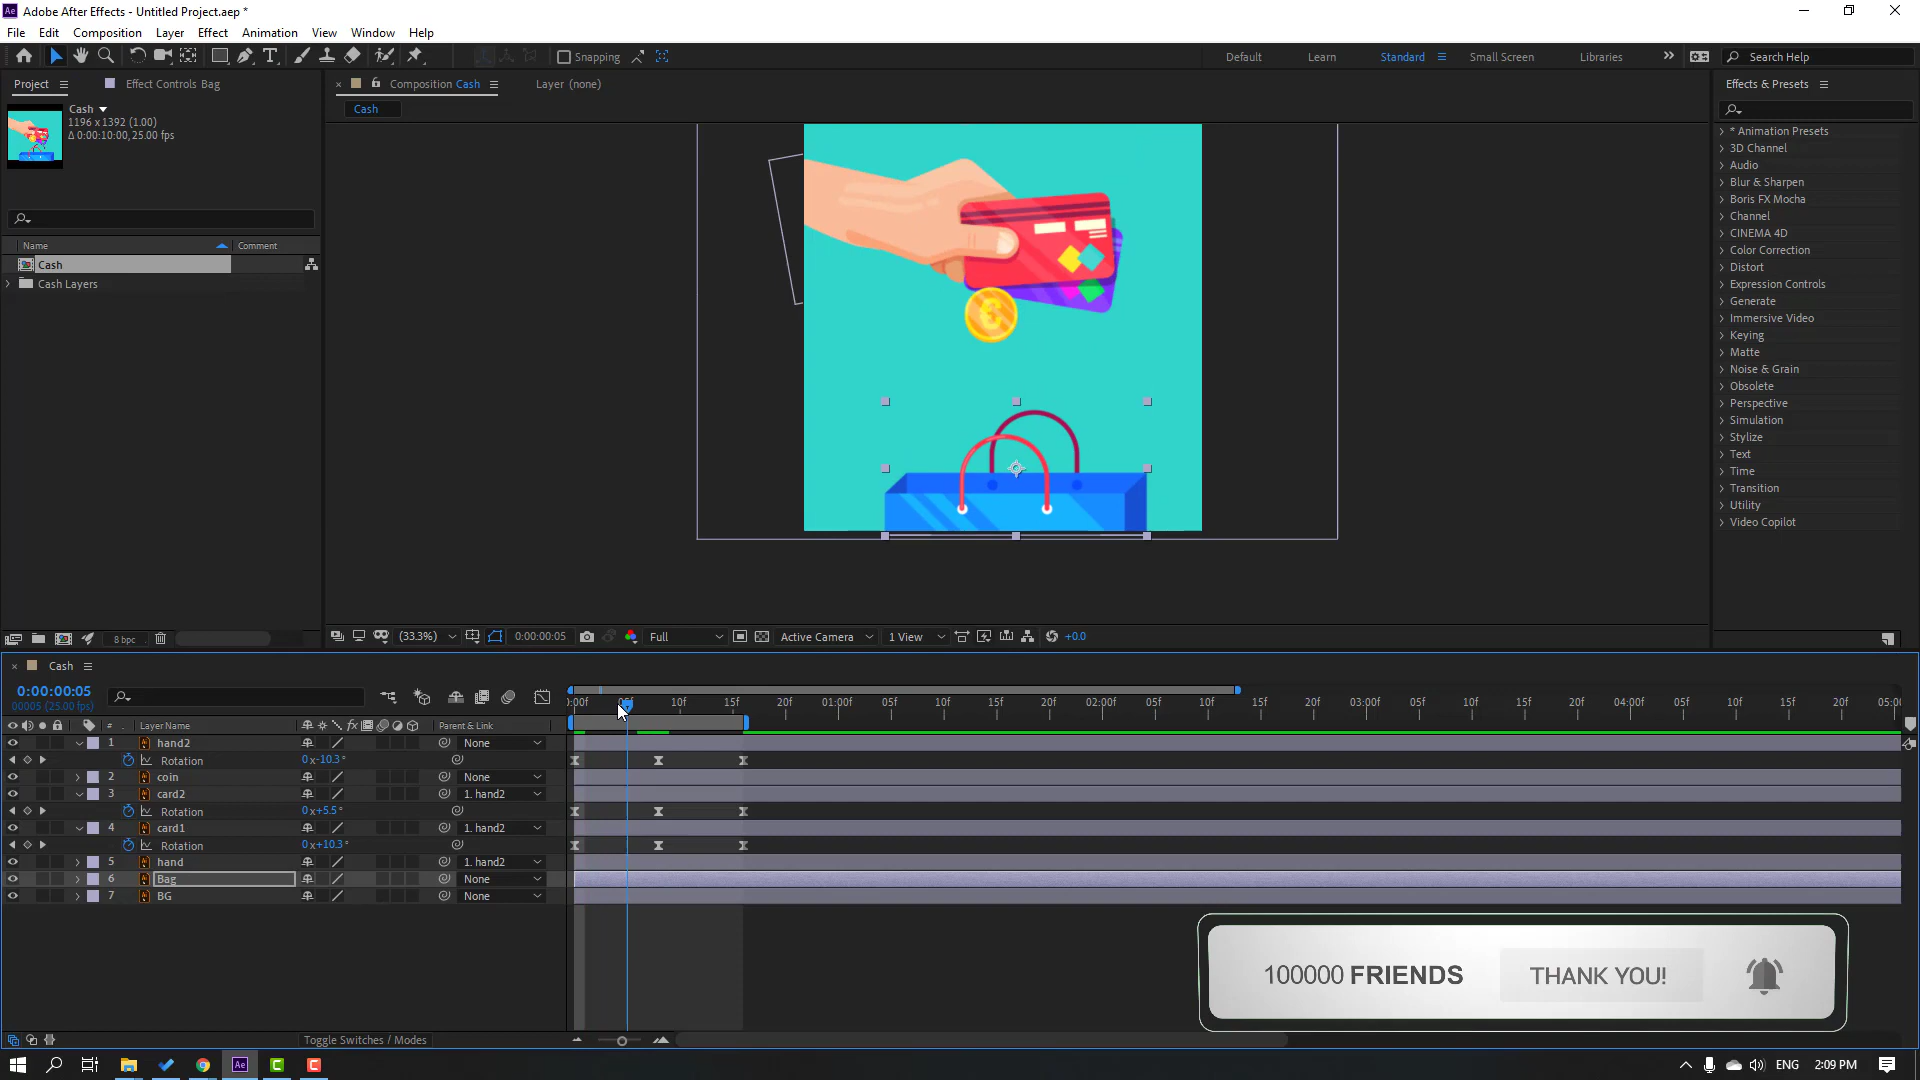 Adobe After Effects - Untitled Project.aep *
File Edit Composition Layer Effect Animation View Window Help
Snapping
Default Learn Standard Small Screen Libraries Search Help
Project Effect Controls Bag
Composition Cash Layer (none)
Effects & Presets
Cash
1196 x 1392 (1.00)
Δ 0:00:10:00, 25.00 fps
Cash
* Animation Presets
3D Channel
Audio
Blur & Sharpen
Boris FX Mocha
Channel
CINEMA 4D
Color Correction
Distort
Expression Controls
Generate
Immersive Video
Keying
Matte
Noise & Grain
Obsolete
Perspective
Simulation
Stylize
Text
Time
Transition
Utility
Video Copilot
Name Comment
Cash
Cash Layers
€
8 bpc
(33.3%) 0:00:00:05 Full Active Camera 1 View +0.0
Cash
0:00:00:05
00005 (25.00 fps)
0:00f 05f 10f 15f 20f 01:00f 05f 10f 15f 20f 02:00f 05f 10f 15f 20f 03:00f 05f 10f 15f 20f 04:00f 05f 10f 15f 20f 05:00
# Layer Name Parent & Link
1 hand2 None
Rotation 0x-10.3°
2 coin None
3 card2 1. hand2
Rotation 0x+5.5°
4 card1 1. hand2
Rotation 0x+10.3°
5 hand 1. hand2
6 Bag None
7 BG None
100000 FRIENDS THANK YOU!
Toggle Switches / Modes
ENG 2:09 PM